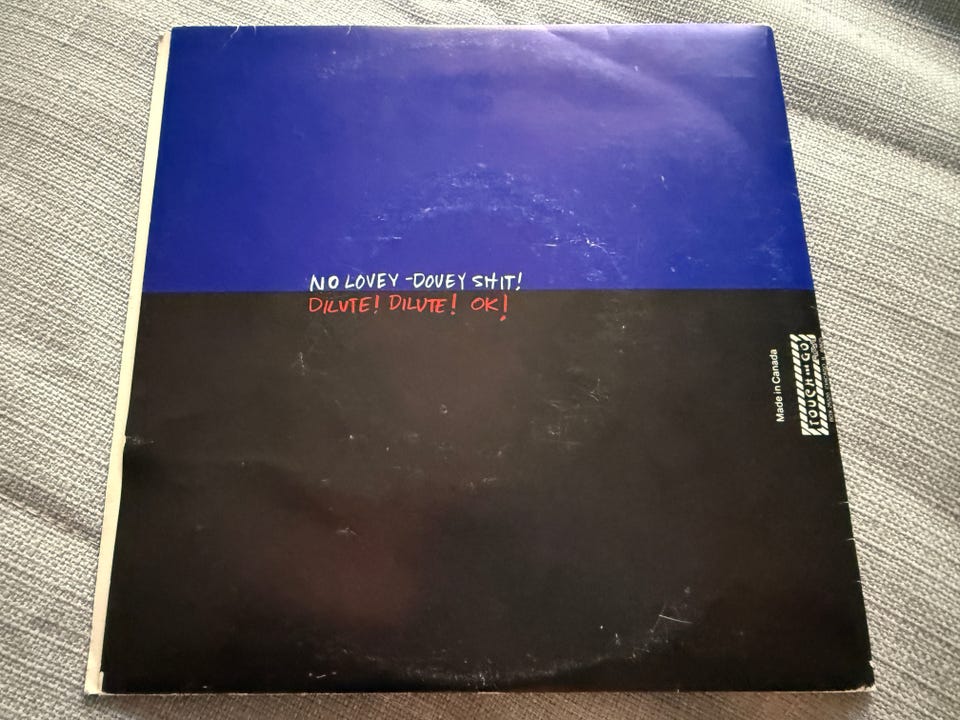 NO LOVEY-DOVEY SHIT!
DILUTE! DILUTE! OK!
Made in Canada
TOUCH AND GO